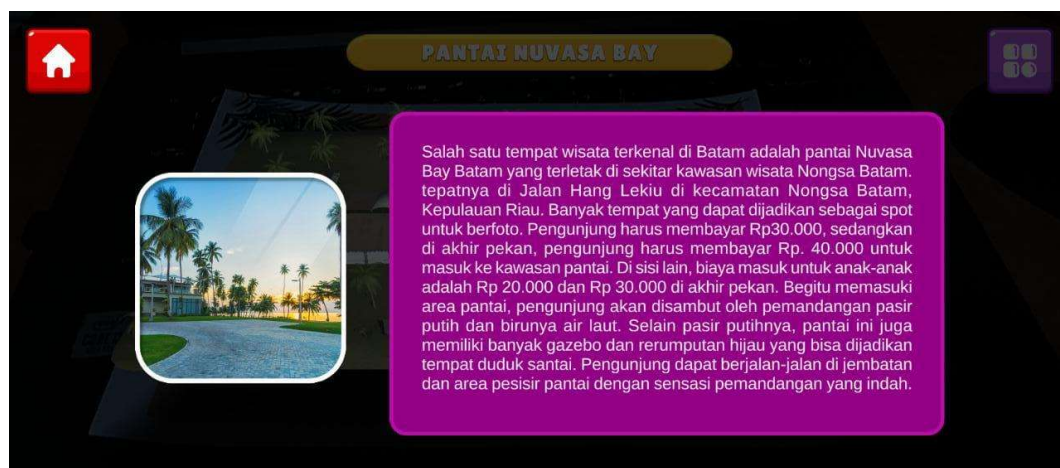 PANTAI NUVASA BAY
Salah satu tempat wisata terkenal di Batam adalah pantai Nuvasa
Bay Batam yang terletak di sekitar kawasan wisata Nongsa Batam.
tepatnya di Jalan Hang Lekiu di kecamatan Nongsa Batam,
Kepulauan Riau. Banyak tempat yang dapat dijadikan sebagai spot
untuk berfoto. Pengunjung harus membayar Rp30.000, sedangkan
di akhir pekan, pengunjung harus membayar Rp. 40.000 untuk
masuk ke kawasan pantai. Di sisi lain, biaya masuk untuk anak-anak
adalah Rp 20.000 dan Rp 30.000 di akhir pekan. Begitu memasuki
area pantai, pengunjung akan disambut oleh pemandangan pasir
putih dan birunya air laut. Selain pasir putihnya, pantai ini juga
memiliki banyak gazebo dan rerumputan hijau yang bisa dijadikan
tempat duduk santai. Pengunjung dapat berjalan-jalan di jembatan
dan area pesisir pantai dengan sensasi pemandangan yang indah.